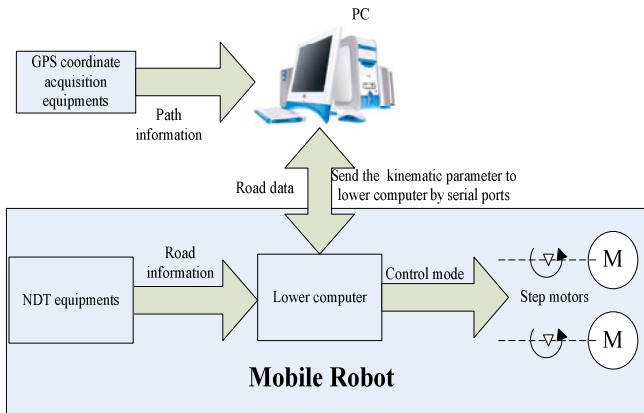 PC
GPS coordinate
acquisition
equipments
Path
information
Road data
Send the kinematic parameter to
lower computer by serial ports
NDT equipments
Road
information
Lower computer
Control mode
Step motors
M
M
Mobile Robot